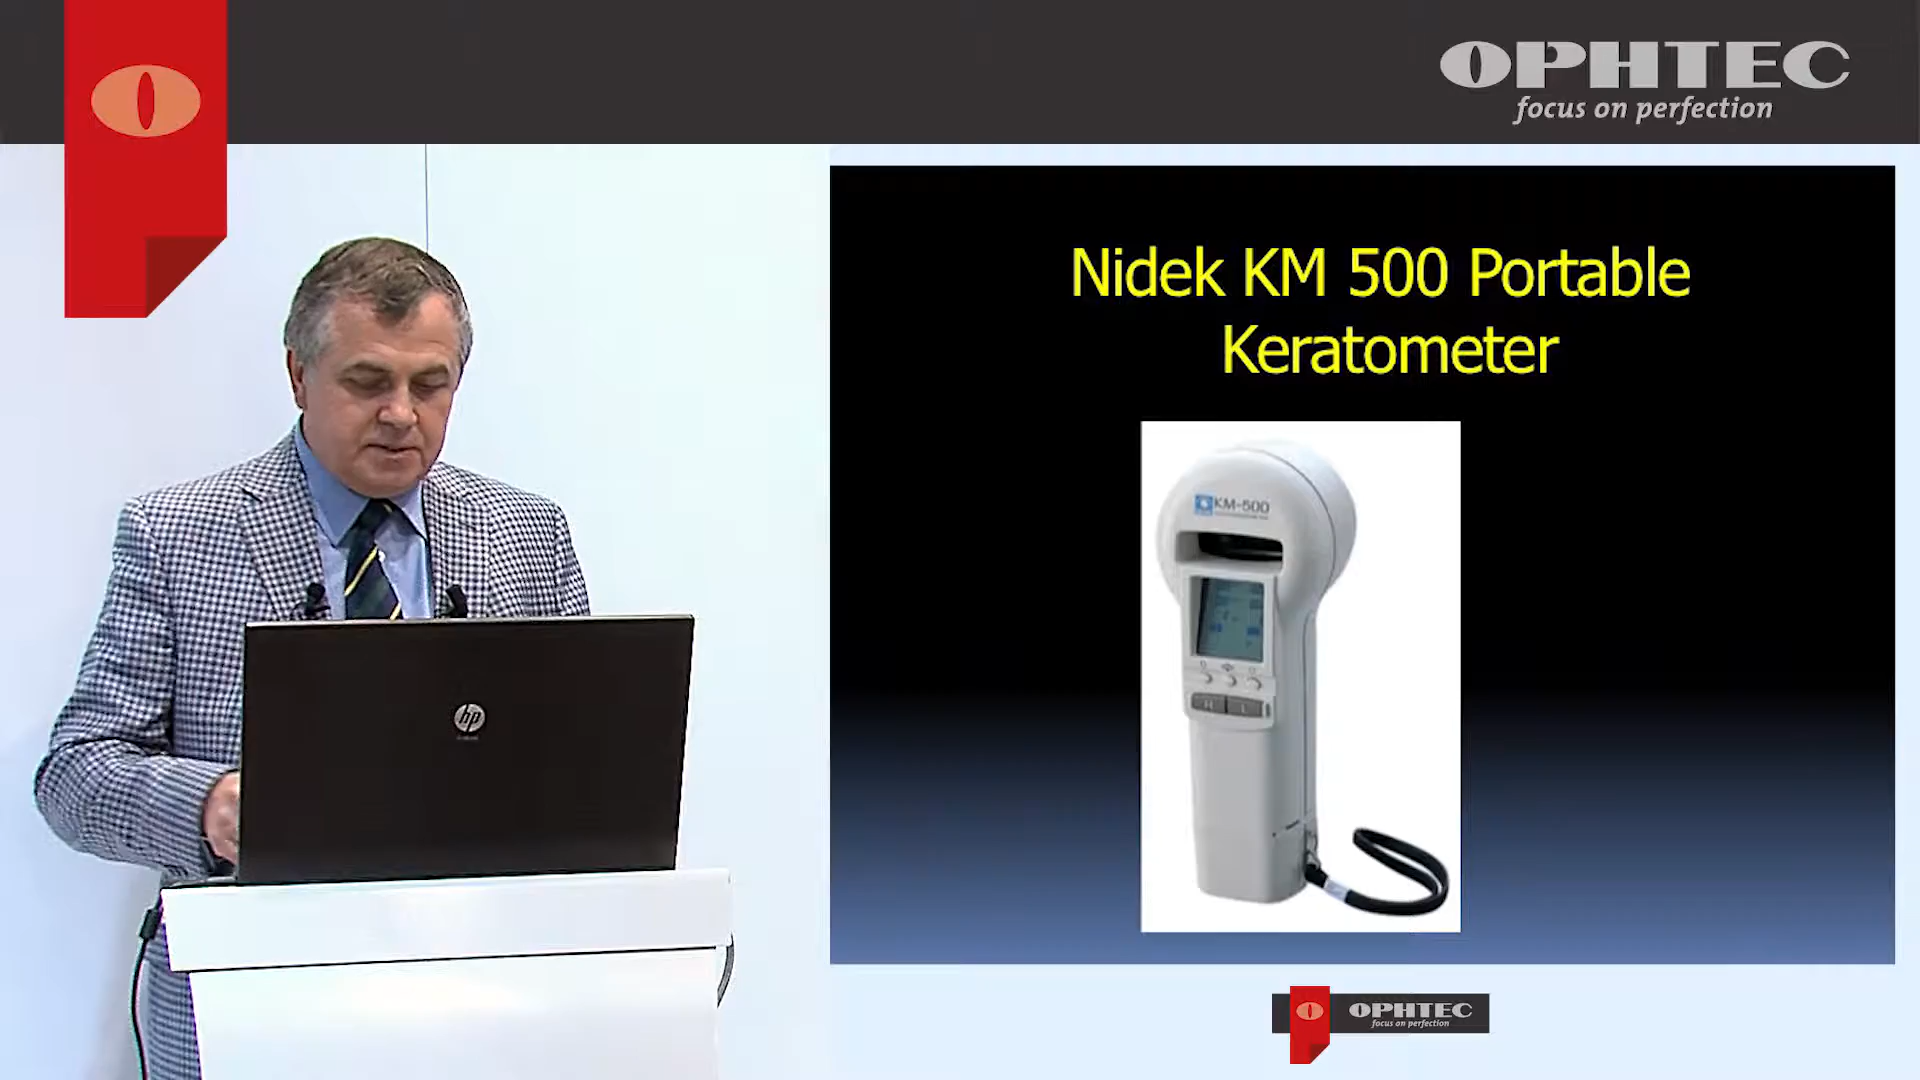 OPHTEC
focus on perfection
Nidek KM 500 Portable
Keratometer
KM-500
hp
OPHTEC
focus on perfection